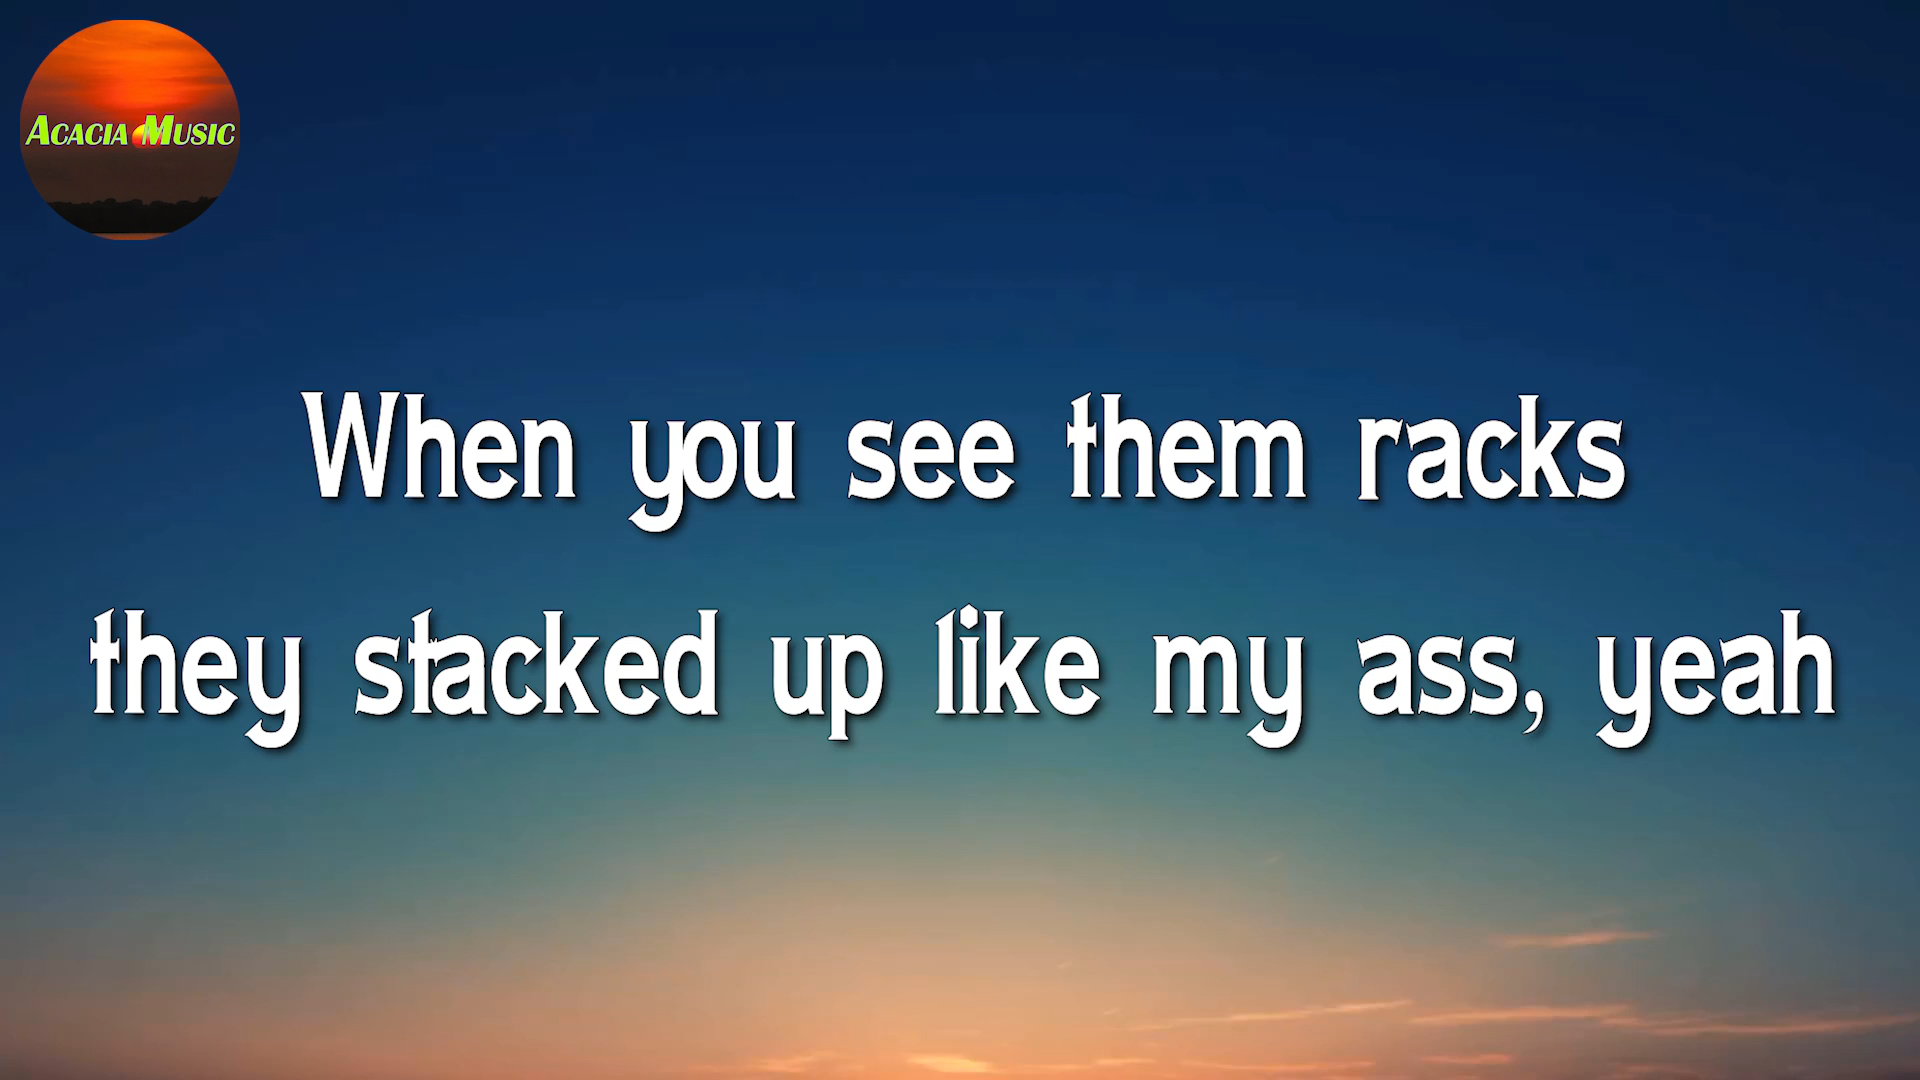 Acacia Music
When you see them racks
they stacked up like my ass, yeah